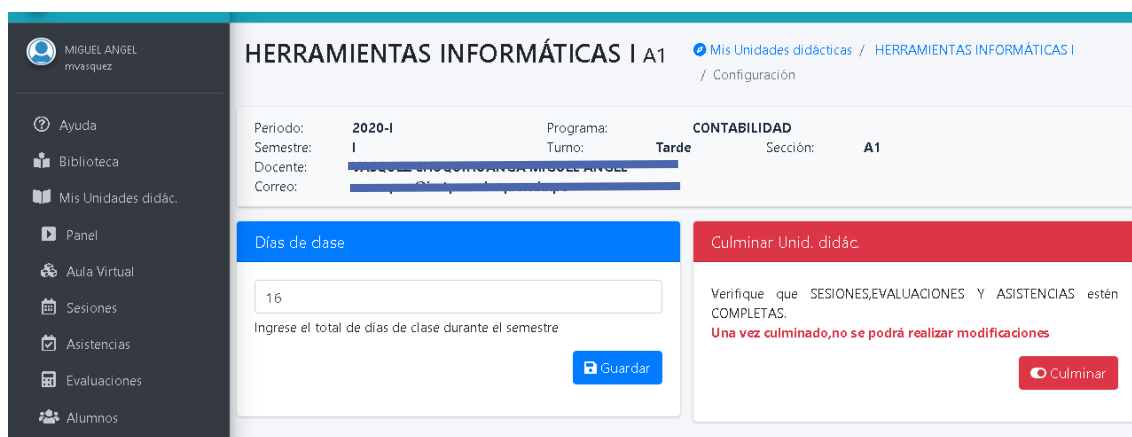 MIGUEL ANGEL
mvasquez
Ayuda
Biblioteca
Mis Unidades didác.
Panel
Aula Virtual
Sesiones
Asistencias
Evaluaciones
Alumnos
HERRAMIENTAS INFORMÁTICAS I A1
Mis Unidades didácticas / HERRAMIENTAS INFORMÁTICAS I
/ Configuración
Periodo: 2020-I Programa: CONTABILIDAD
Semestre: I Turno: Tarde Sección: A1
Docente:
Correo:
Días de clase
16
Ingrese el total de días de clase durante el semestre
Guardar
Culminar Unid. didác.
Verifique que SESIONES,EVALUACIONES Y ASISTENCIAS estén
COMPLETAS.
Una vez culminado,no se podrá realizar modificaciones
Culminar